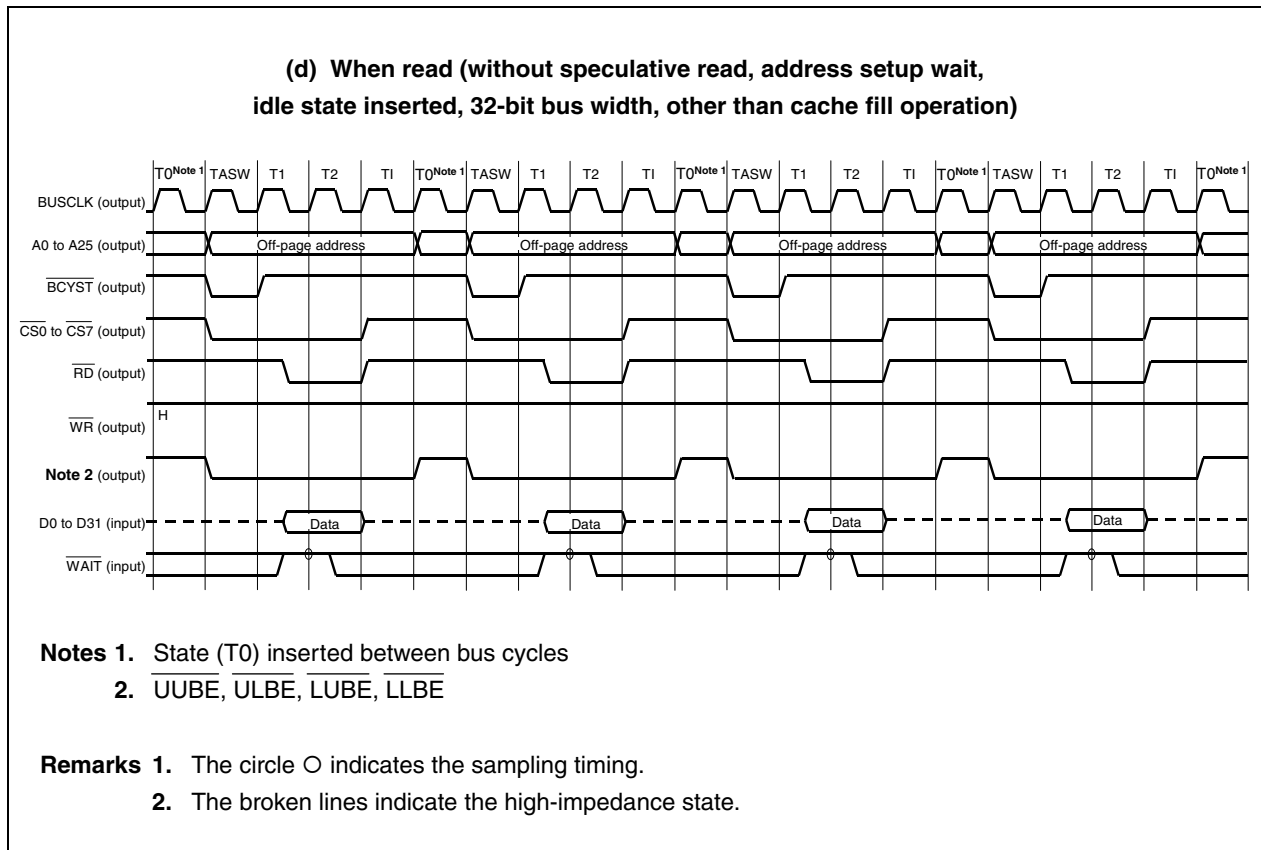 (d) When read (without speculative read, address setup wait,
idle state inserted, 32-bit bus width, other than cache fill operation)
T0Note 1 TASW T1 T2 TI T0Note 1 TASW T1 T2 TI T0Note 1 TASW T1 T2 TI T0Note 1 TASW T1 T2 TI T0Note 1
BUSCLK (output)
A0 to A25 (output) Off-page address Off-page address Off-page address Off-page address
BCYST (output)
CS0 to CS7 (output)
RD (output)
H
WR (output)
Note 2 (output)
D0 to D31 (input) Data Data Data Data
WAIT (input)
Notes 1. State (T0) inserted between bus cycles
2. UUBE, ULBE, LUBE, LLBE
Remarks 1. The circle O indicates the sampling timing.
2. The broken lines indicate the high-impedance state.